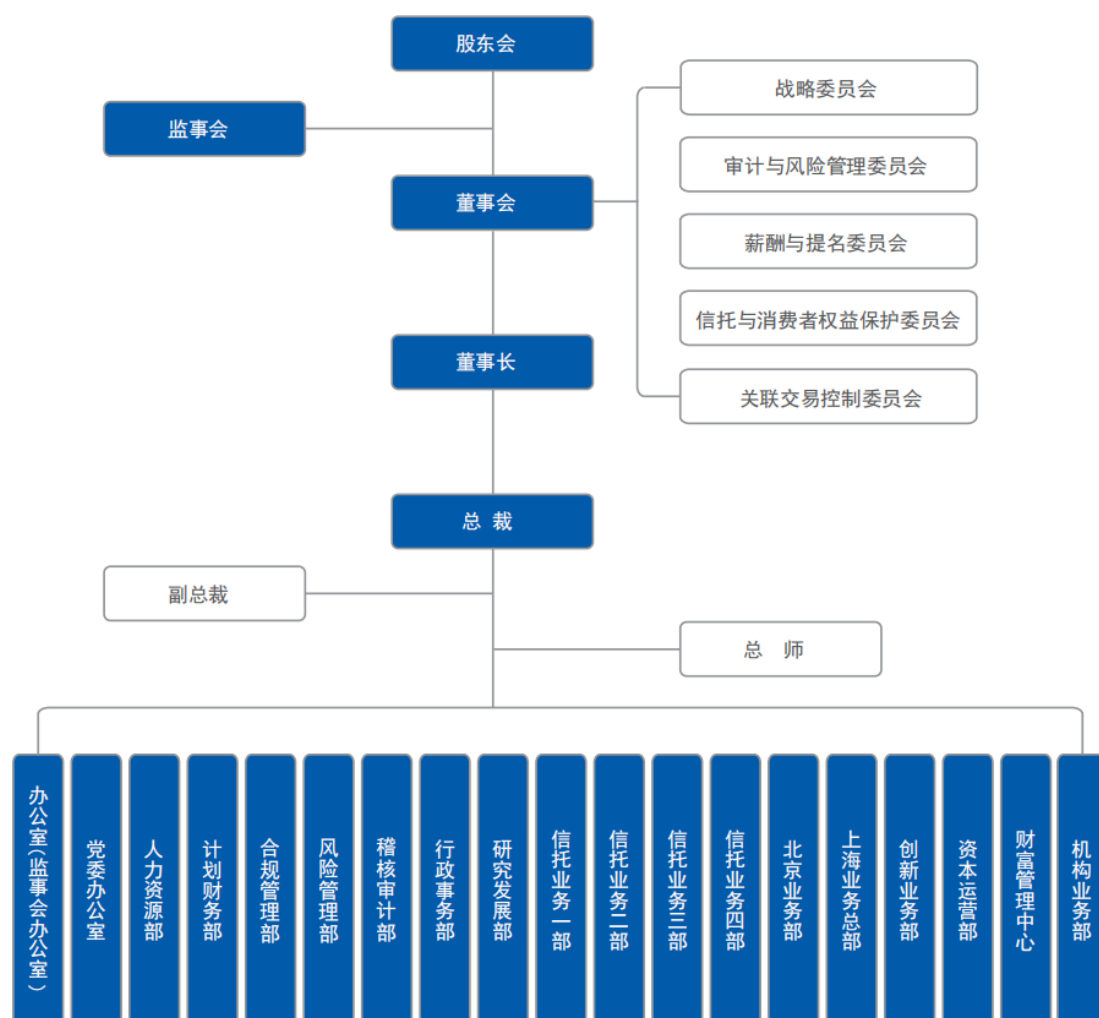 股东会
监事会
董事会
战略委员会
审计与风险管理委员会
薪酬与提名委员会
信托与消费者权益保护委员会
关联交易控制委员会
董事长
总 裁
副总裁
总 师
办公室(监事会办公室)
党委办公室
人力资源部
计划财务部
合规管理部
风险管理部
稽核审计部
行政事务部
研究发展部
信托业务一部
信托业务二部
信托业务三部
信托业务四部
北京业务部
上海业务总部
创新业务部
资本运营部
财富管理中心
机构业务部